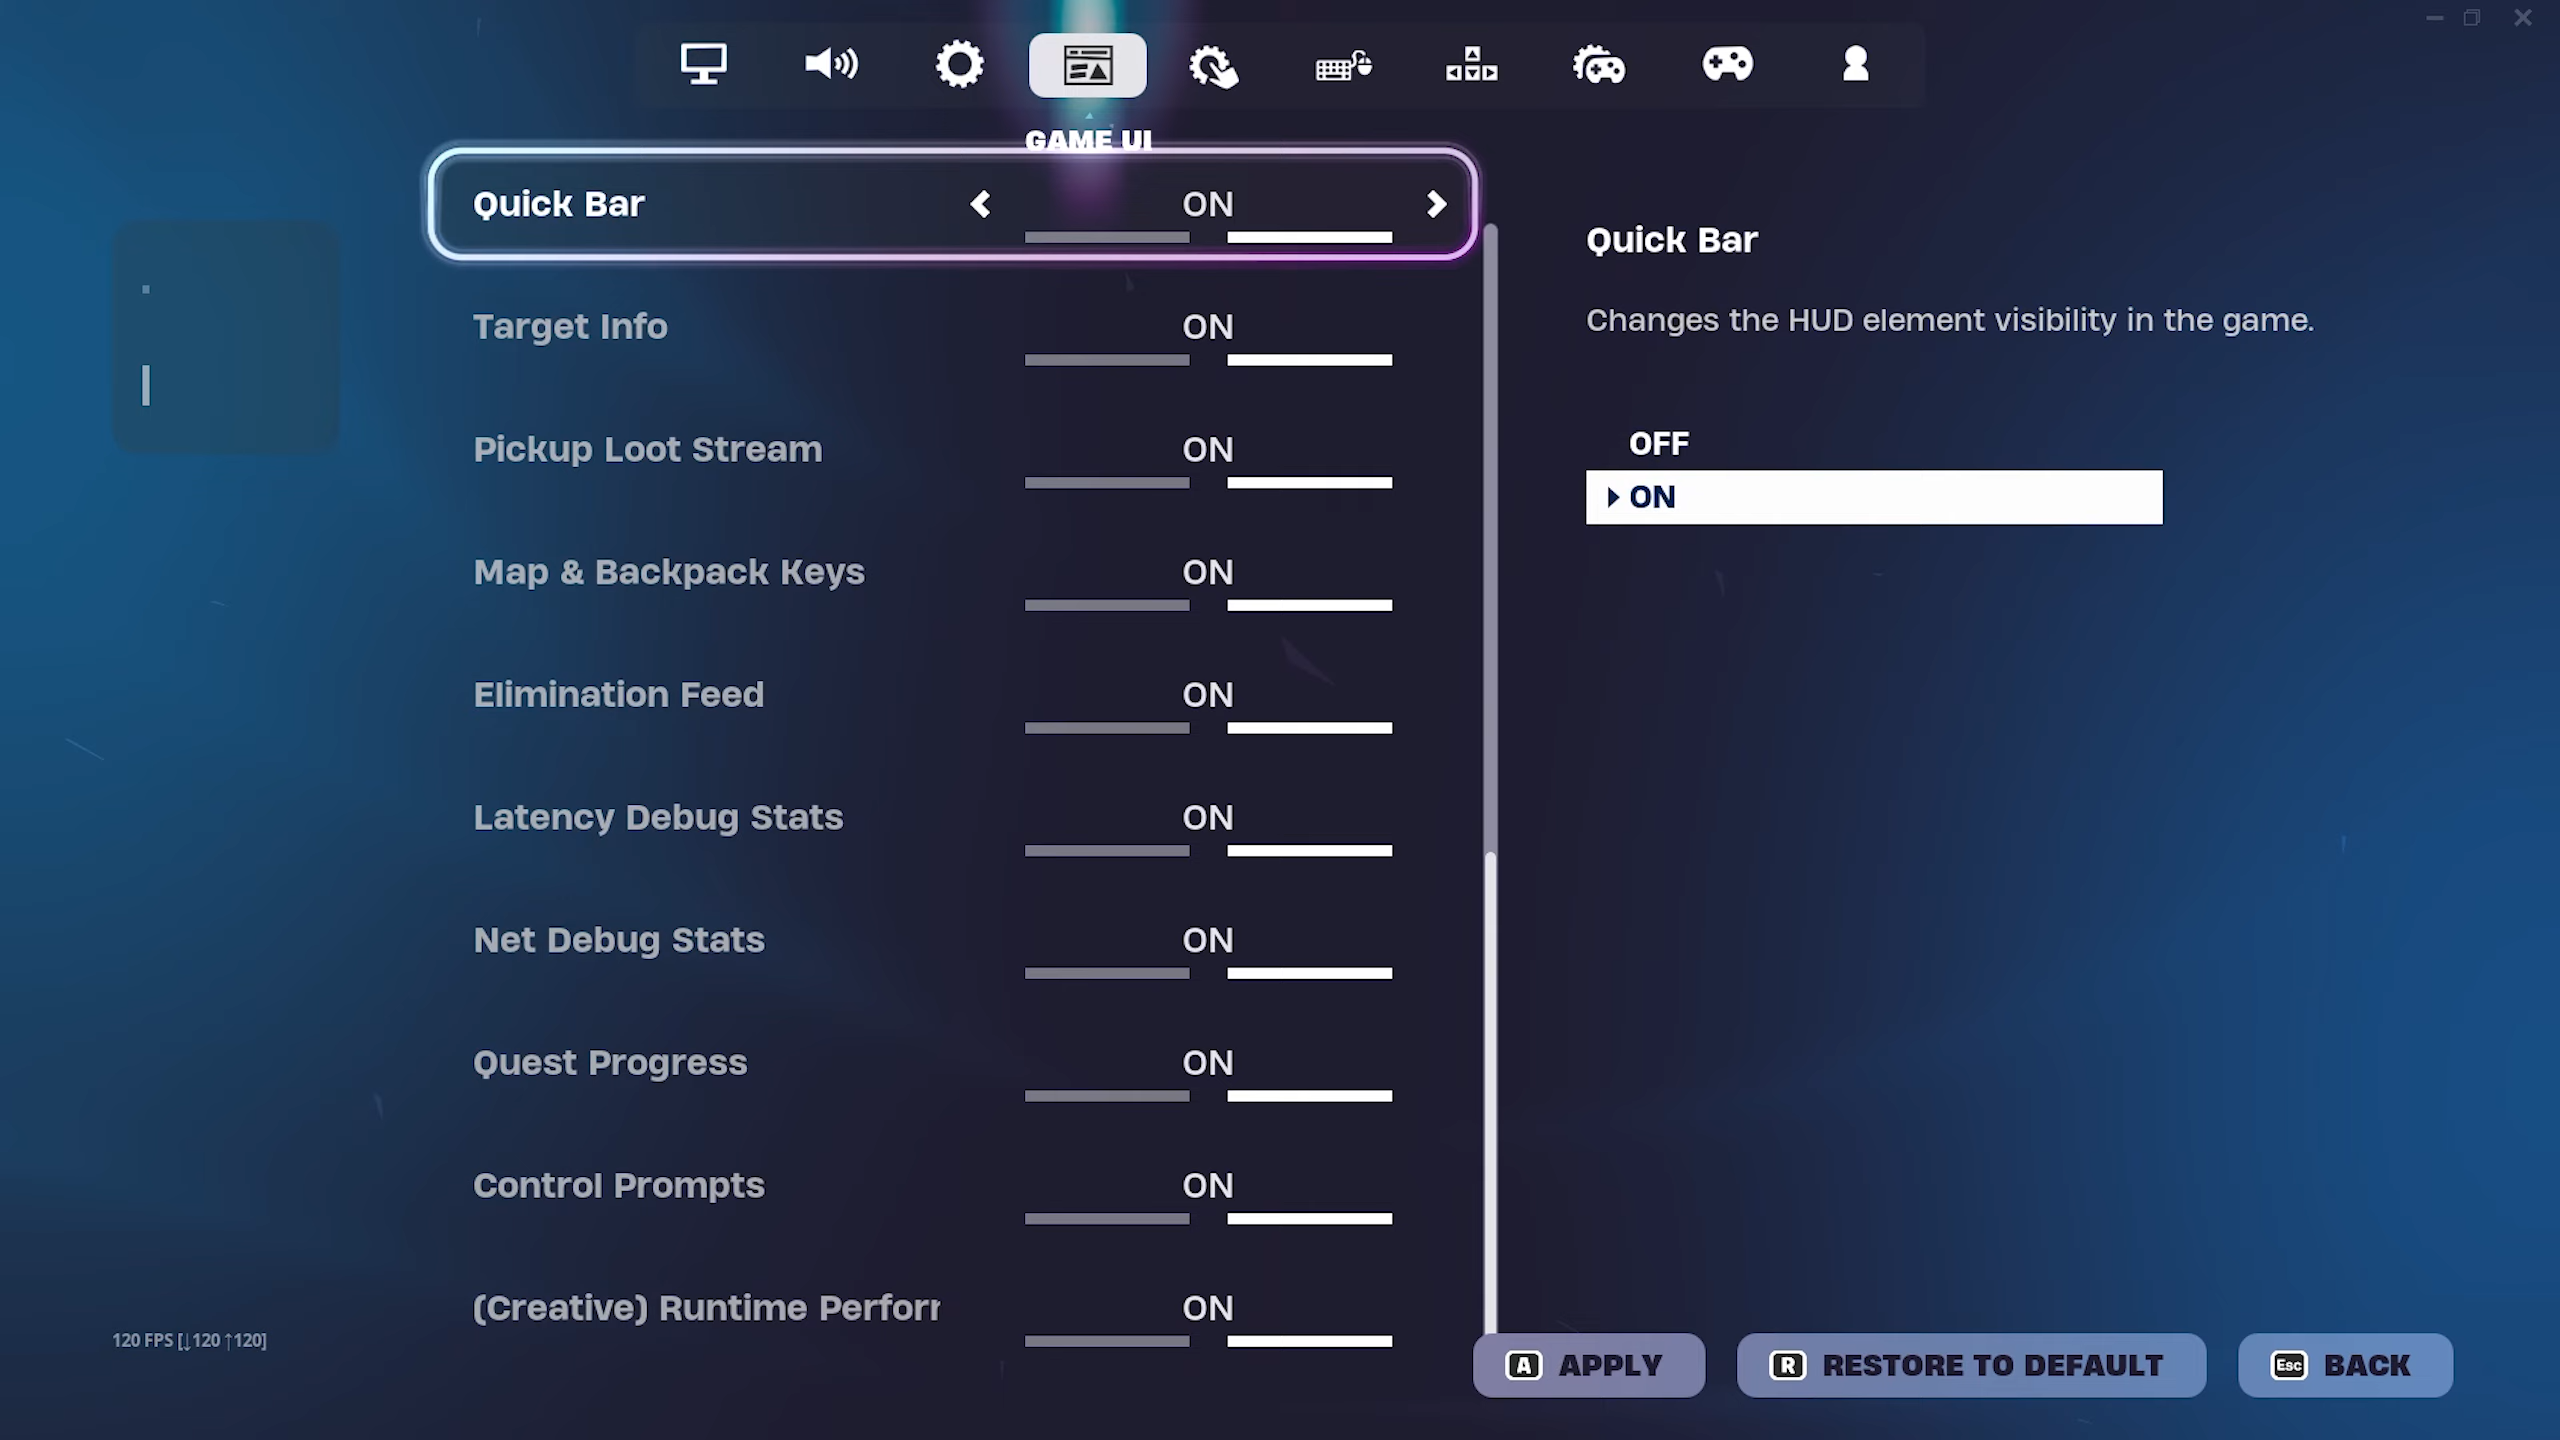 GAME UI
Quick Bar
ON
Target Info
ON
Pickup Loot Stream
ON
Map & Backpack Keys
ON
Elimination Feed
ON
Latency Debug Stats
ON
Net Debug Stats
ON
Quest Progress
ON
Control Prompts
ON
(Creative) Runtime Perfor
ON
Quick Bar
Changes the HUD element visibility in the game.
OFF
ON
120 FPS [↓120 ↑120]
A APPLY
R RESTORE TO DEFAULT
Esc BACK